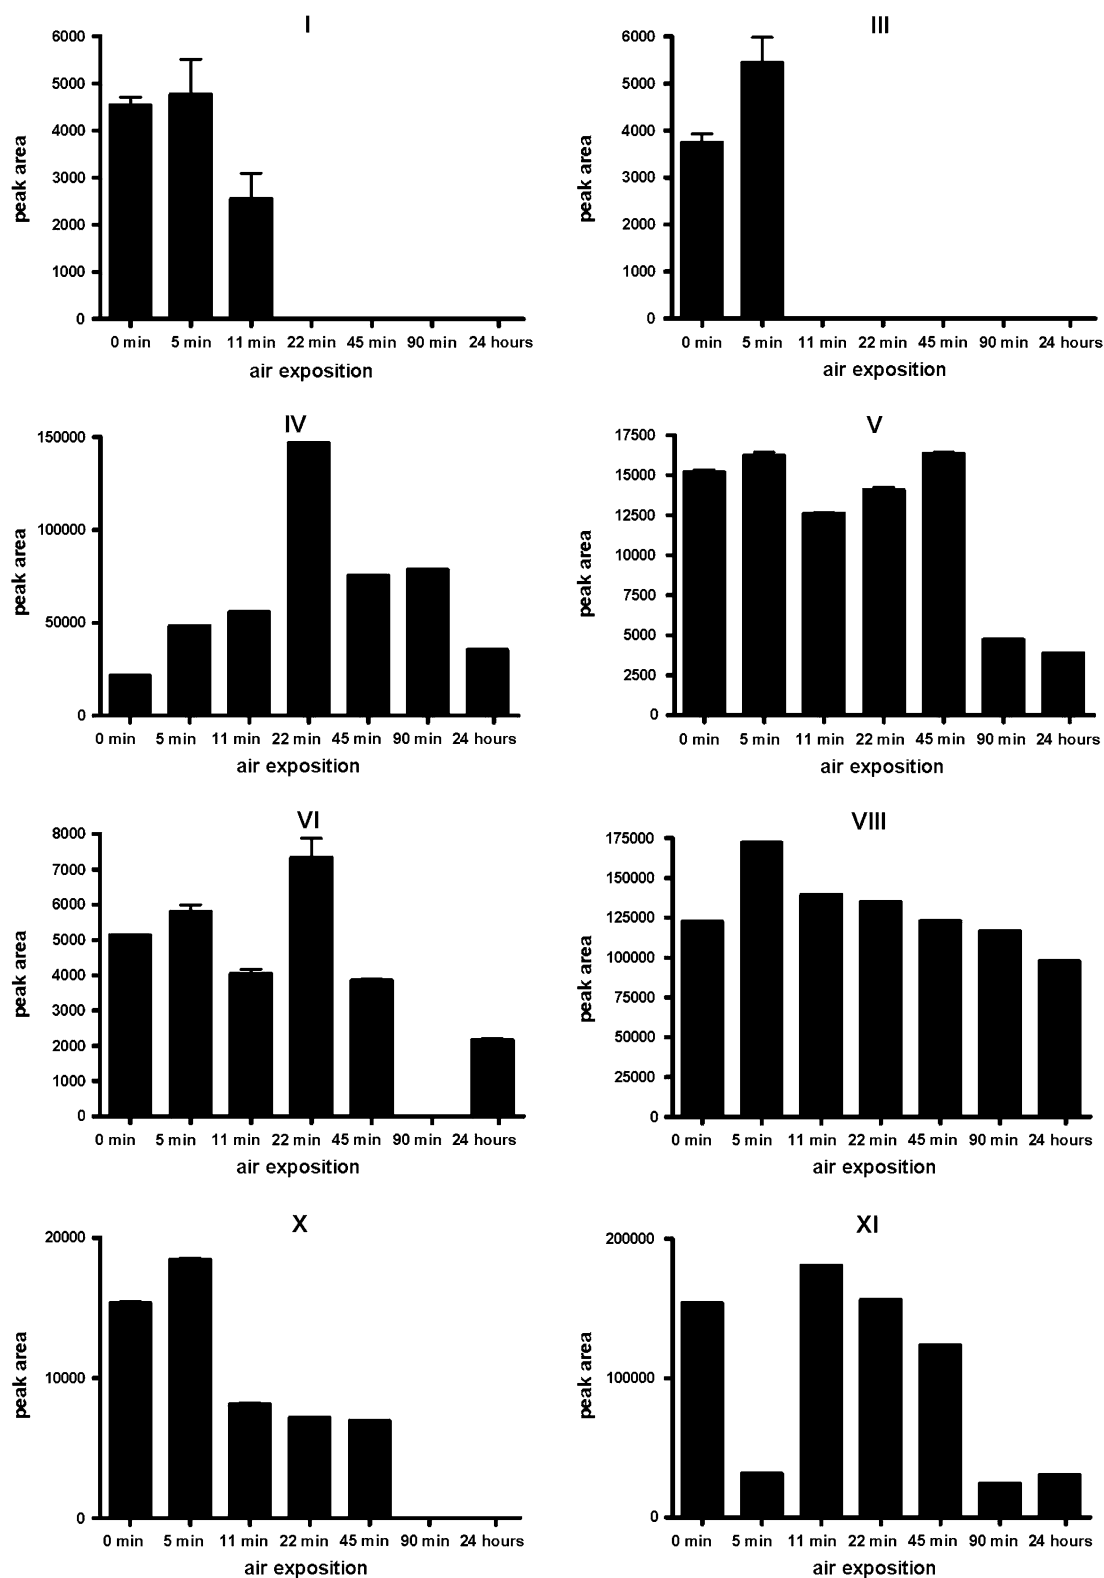 I
6000
5000
4000
3000
2000
1000
0
peak area
0 min 5 min 11 min 22 min 45 min 90 min 24 hours
air exposition
III
6000
5000
4000
3000
2000
1000
0
peak area
0 min 5 min 11 min 22 min 45 min 90 min 24 hours
air exposition
IV
150000
100000
50000
0
peak area
0 min 5 min 11 min 22 min 45 min 90 min 24 hours
air exposition
V
17500
15000
12500
10000
7500
5000
2500
0
peak area
0 min 5 min 11 min 22 min 45 min 90 min 24 hours
air exposition
VI
8000
7000
6000
5000
4000
3000
2000
1000
0
peak area
0 min 5 min 11 min 22 min 45 min 90 min 24 hours
air exposition
VIII
175000
150000
125000
100000
75000
50000
25000
0
peak area
0 min 5 min 11 min 22 min 45 min 90 min 24 hours
air exposition
X
20000
10000
0
peak area
0 min 5 min 11 min 22 min 45 min 90 min 24 hours
air exposition
XI
200000
100000
0
peak area
0 min 5 min 11 min 22 min 45 min 90 min 24 hours
air exposition